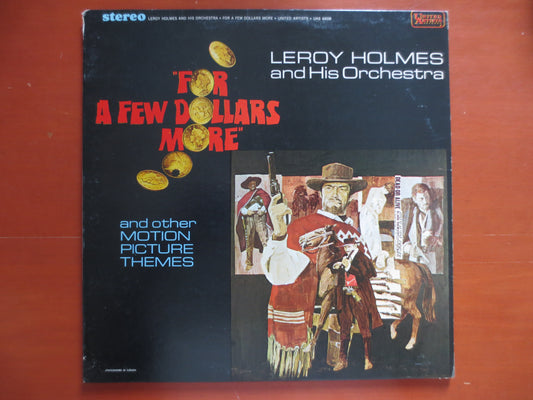 stereo LEROY HOLMES AND HIS ORCHESTRA • FOR A FEW DOLLARS MORE • UNITED ARTISTS • UAS 6608
UNITED ARTISTS
LEROY HOLMES
and His Orchestra
"FOR
A FEW DOLLARS
MORE"
and other
MOTION
PICTURE
THEMES